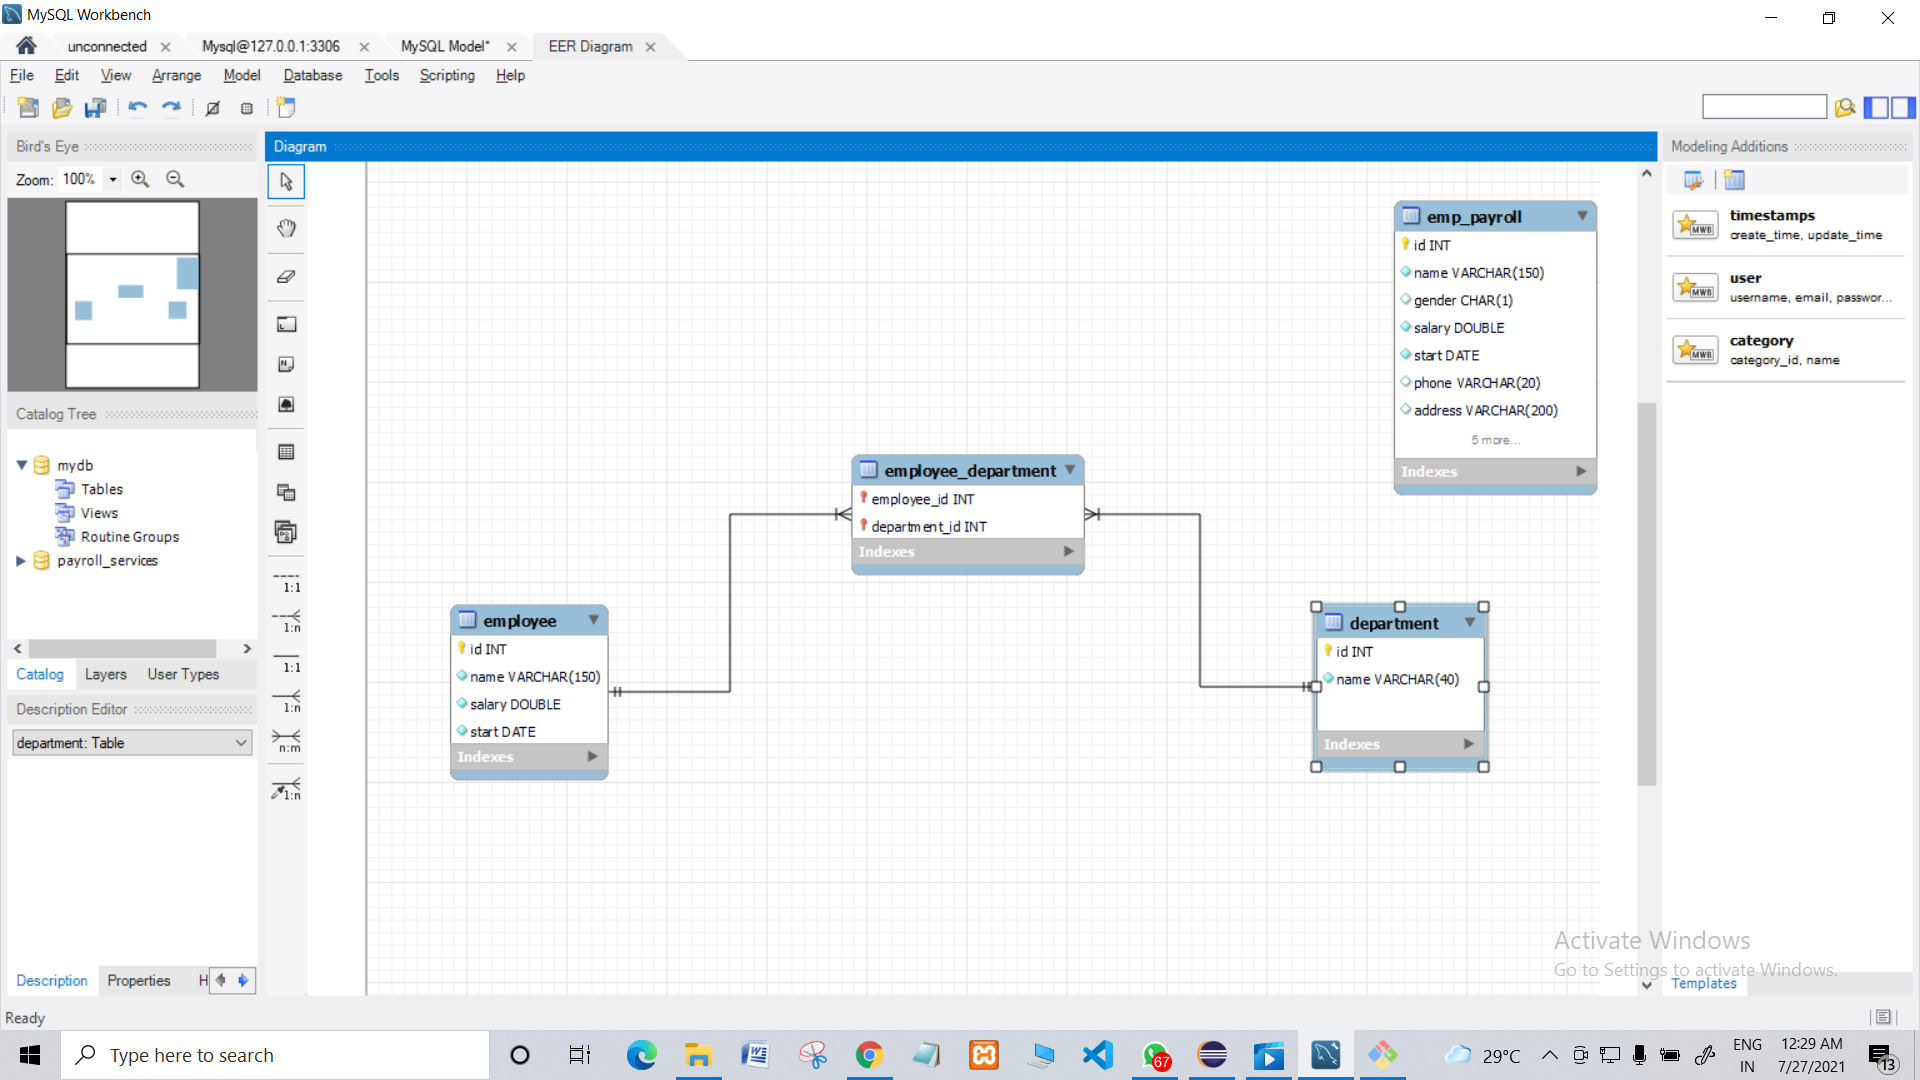 MySQL Workbench
unconnected
Mysql@127.0.0.1:3306
MySQL Model*
EER Diagram
File Edit View Arrange Model Database Tools Scripting Help
Bird's Eye
Zoom: 100%
Catalog Tree
mydb
Tables
Views
Routine Groups
payroll_services
Catalog Layers User Types
Description Editor
department: Table
Description Properties H
Ready
Diagram
1:1
1:n
1:1
1:n
n:m
1:n
emp_payroll
id INT
name VARCHAR(150)
gender CHAR(1)
salary DOUBLE
start DATE
phone VARCHAR(20)
address VARCHAR(200)
5 more...
Indexes
employee_department
employee_id INT
department_id INT
Indexes
employee
id INT
name VARCHAR(150)
salary DOUBLE
start DATE
Indexes
department
id INT
name VARCHAR(40)
Indexes
Modeling Additions
MWB
timestamps
create_time, update_time
MWB
user
username, email, passwor...
MWB
category
category_id, name
Activate Windows
Go to Settings to activate Windows.
Templates
Type here to search
67
29°C
ENG
IN
12:29 AM
7/27/2021
13